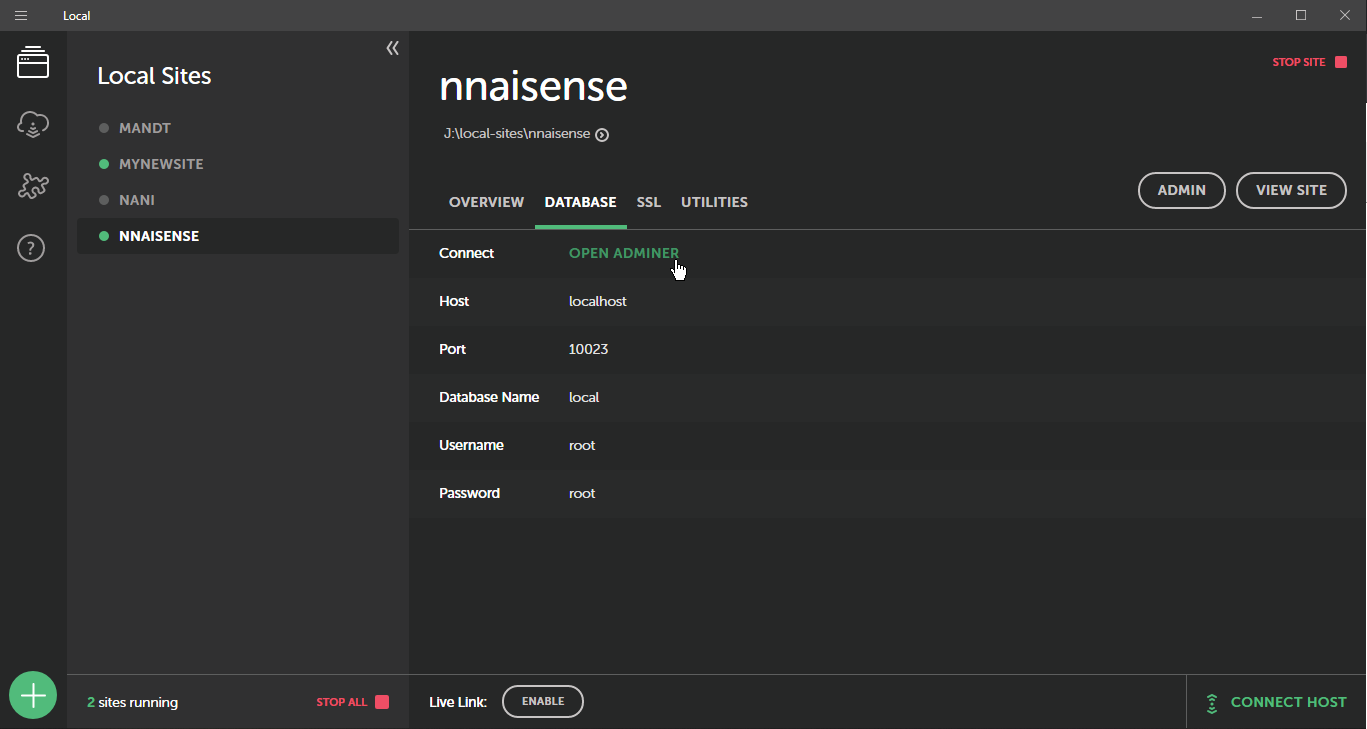 Local
Local Sites
MANDT
MYNEWSITE
NANI
NNAISENSE
2 sites running
STOP ALL
nnaisense
STOP SITE
J:\local-sites\nnaisense
ADMIN
VIEW SITE
OVERVIEW DATABASE SSL UTILITIES
Connect OPEN ADMINER
Host localhost
Port 10023
Database Name local
Username root
Password root
Live Link: ENABLE
CONNECT HOST